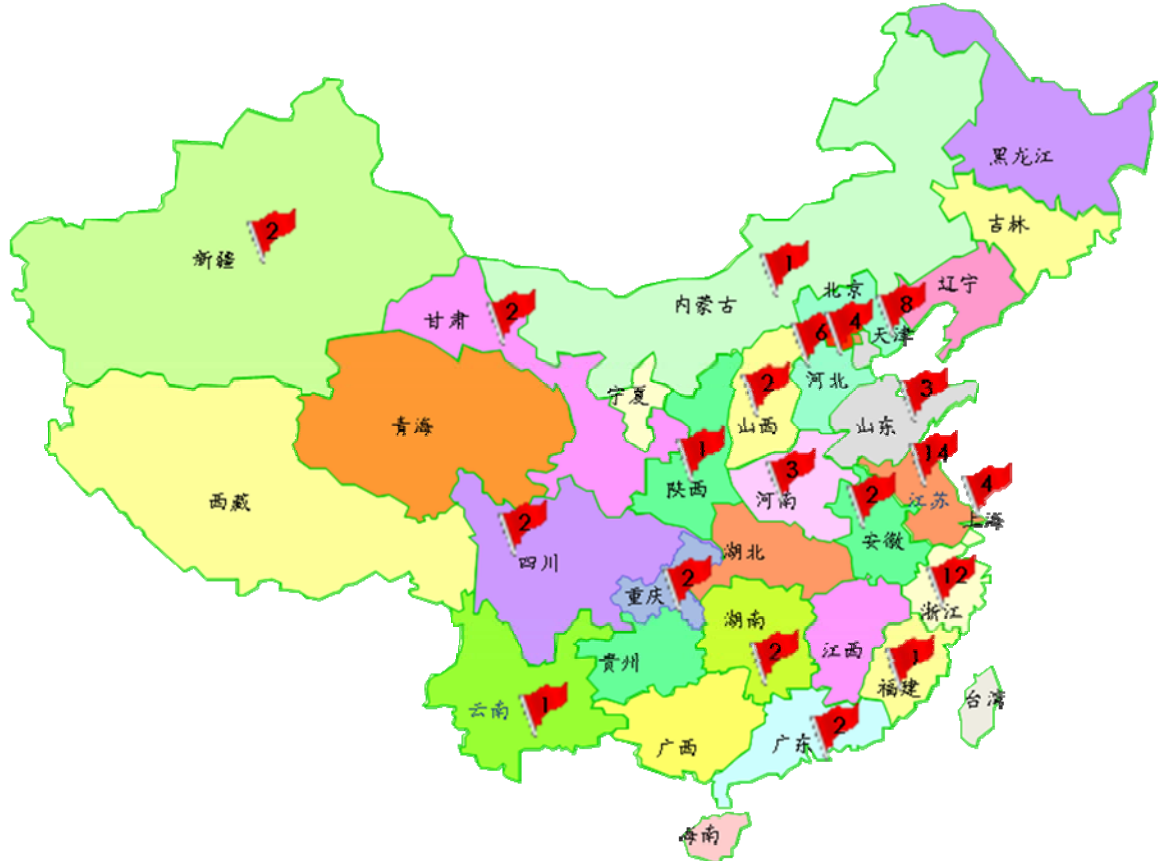 黑龙江
吉林
2
新疆
1
辽宁
北京
内蒙古
8
2
甘肃
6
4
天津
河北
2
宁夏
3
青海
山西
山东
1
14
3
陕西
河南
2
江苏
4
西藏
上海
2
四川
湖北
安徽
2
重庆
12
浙江
湖南
2
江西
1
贵州
福建
1
云南
台湾
2
广东
广西
海南